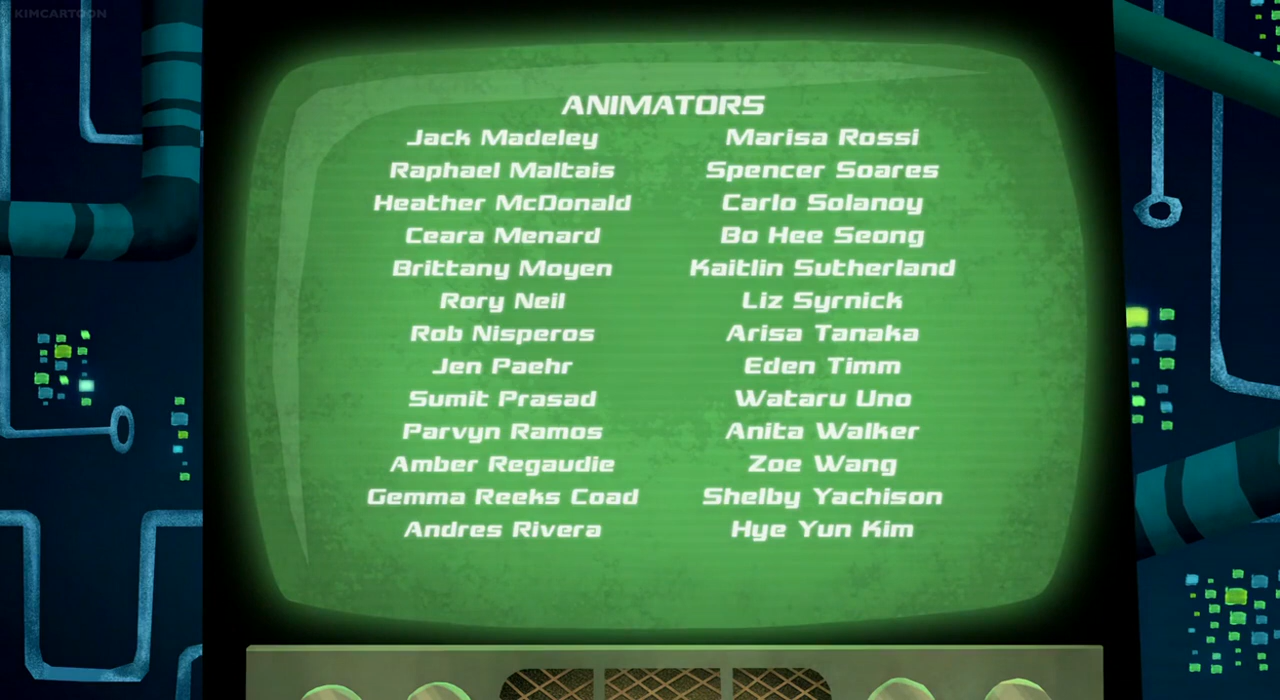 KIMCARTOON
ANIMATORS
Jack Madeley
Raphael Maltais
Heather McDonald
Ceara Menard
Brittany Moyen
Rory Neil
Rob Nisperos
Jen Paehr
Sumit Prasad
Parvyn Ramos
Amber Regaudie
Gemma Reeks Coad
Andres Rivera
Marisa Rossi
Spencer Soares
Carlo Solanoy
Bo Hee Seong
Kaitlin Sutherland
Liz Syrnick
Arisa Tanaka
Eden Timm
Wataru Uno
Anita Walker
Zoe Wang
Shelby Yachison
Hye Yun Kim